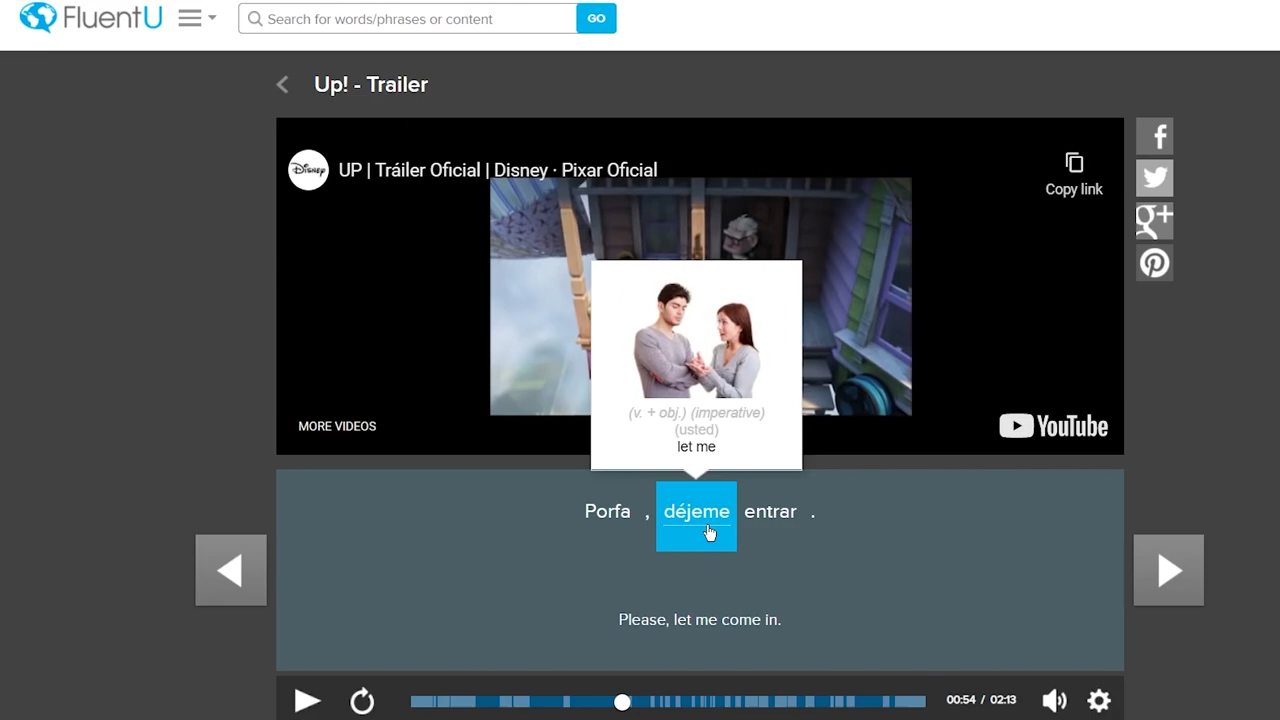 FluentU
Search for words/phrases or content
GO
Up! - Trailer
Disney
UP | Tráiler Oficial | Disney · Pixar Oficial
Copy link
f
g+
(v. + obj.) (imperative)
(usted)
let me
MORE VIDEOS
YouTube
Porfa , déjeme entrar .
Please, let me come in.
00:54 / 02:13